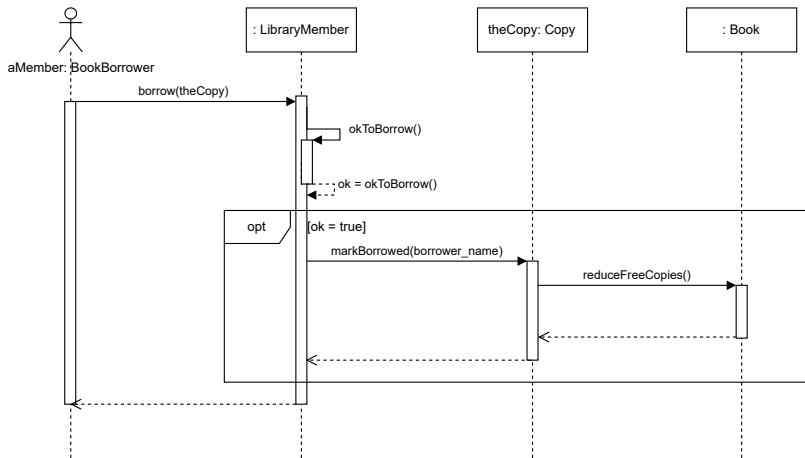 : LibraryMember
theCopy: Copy
: Book
aMember: BookBorrower
borrow(theCopy)
okToBorrow()
ok = okToBorrow()
opt
[ok = true]
markBorrowed(borrower_name)
reduceFreeCopies()